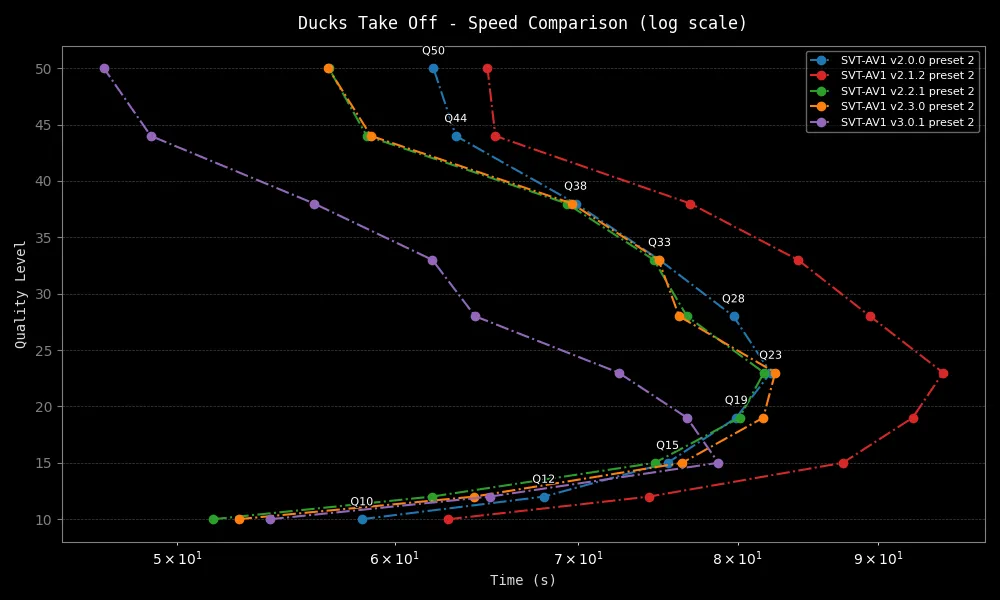 Ducks Take Off - Speed Comparison (log scale)
SVT-AV1 v2.0.0 preset 2
SVT-AV1 v2.1.2 preset 2
SVT-AV1 v2.2.1 preset 2
SVT-AV1 v2.3.0 preset 2
SVT-AV1 v3.0.1 preset 2
Quality Level
50
45
40
35
30
25
20
15
10
Q50
Q44
Q38
Q33
Q28
Q23
Q19
Q15
Q12
Q10
5 × 10¹
6 × 10¹
7 × 10¹
8 × 10¹
9 × 10¹
Time (s)